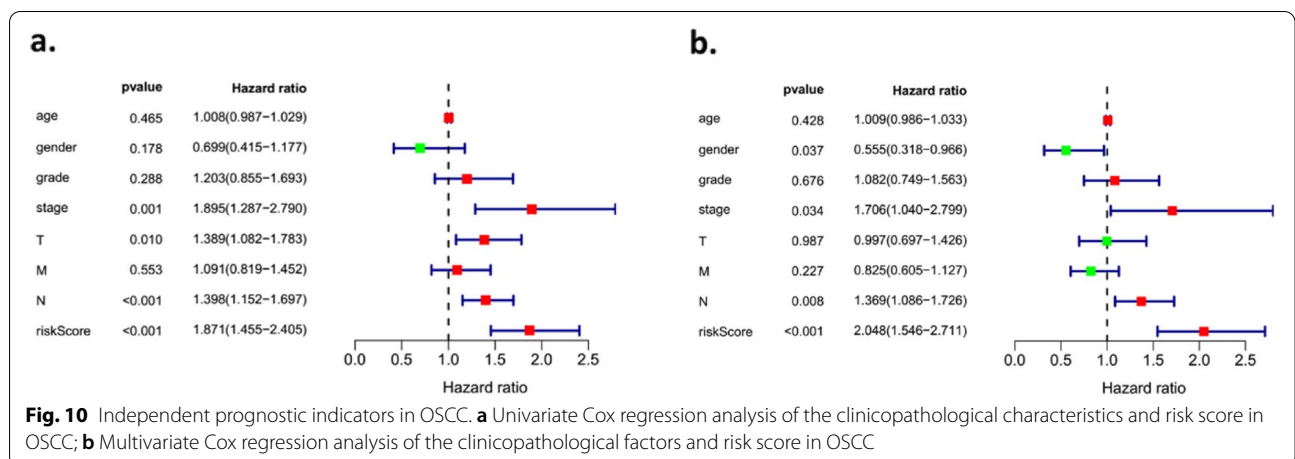 a.
pvalue Hazard ratio
age 0.465 1.008(0.987−1.029)
gender 0.178 0.699(0.415−1.177)
grade 0.288 1.203(0.855−1.693)
stage 0.001 1.895(1.287−2.790)
T 0.010 1.389(1.082−1.783)
M 0.553 1.091(0.819−1.452)
N <0.001 1.398(1.152−1.697)
riskScore <0.001 1.871(1.455−2.405)
0.0 0.5 1.0 1.5 2.0 2.5
Hazard ratio
b.
pvalue Hazard ratio
age 0.428 1.009(0.986−1.033)
gender 0.037 0.555(0.318−0.966)
grade 0.676 1.082(0.749−1.563)
stage 0.034 1.706(1.040−2.799)
T 0.987 0.997(0.697−1.426)
M 0.227 0.825(0.605−1.127)
N 0.008 1.369(1.086−1.726)
riskScore <0.001 2.048(1.546−2.711)
0.0 0.5 1.0 1.5 2.0 2.5
Hazard ratio
Fig. 10 Independent prognostic indicators in OSCC. a Univariate Cox regression analysis of the clinicopathological characteristics and risk score in
OSCC; b Multivariate Cox regression analysis of the clinicopathological factors and risk score in OSCC